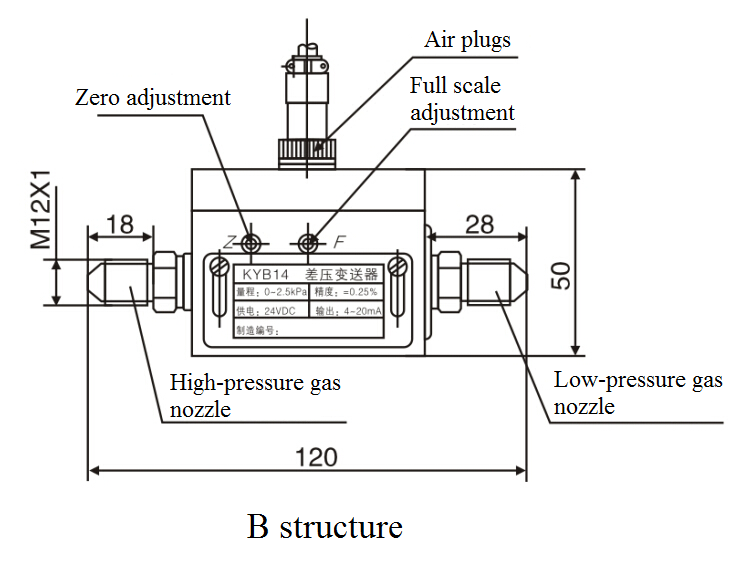 Air plugs
Zero adjustment
Full scale
adjustment
M12X1
18
28
Z
F
50
KYB14 差压变送器
量程：0-2.5kPa 精度：=0.25%
供电：24VDC 输出：4-20mA
制造编号：
High-pressure gas
nozzle
Low-pressure gas
nozzle
120
B structure